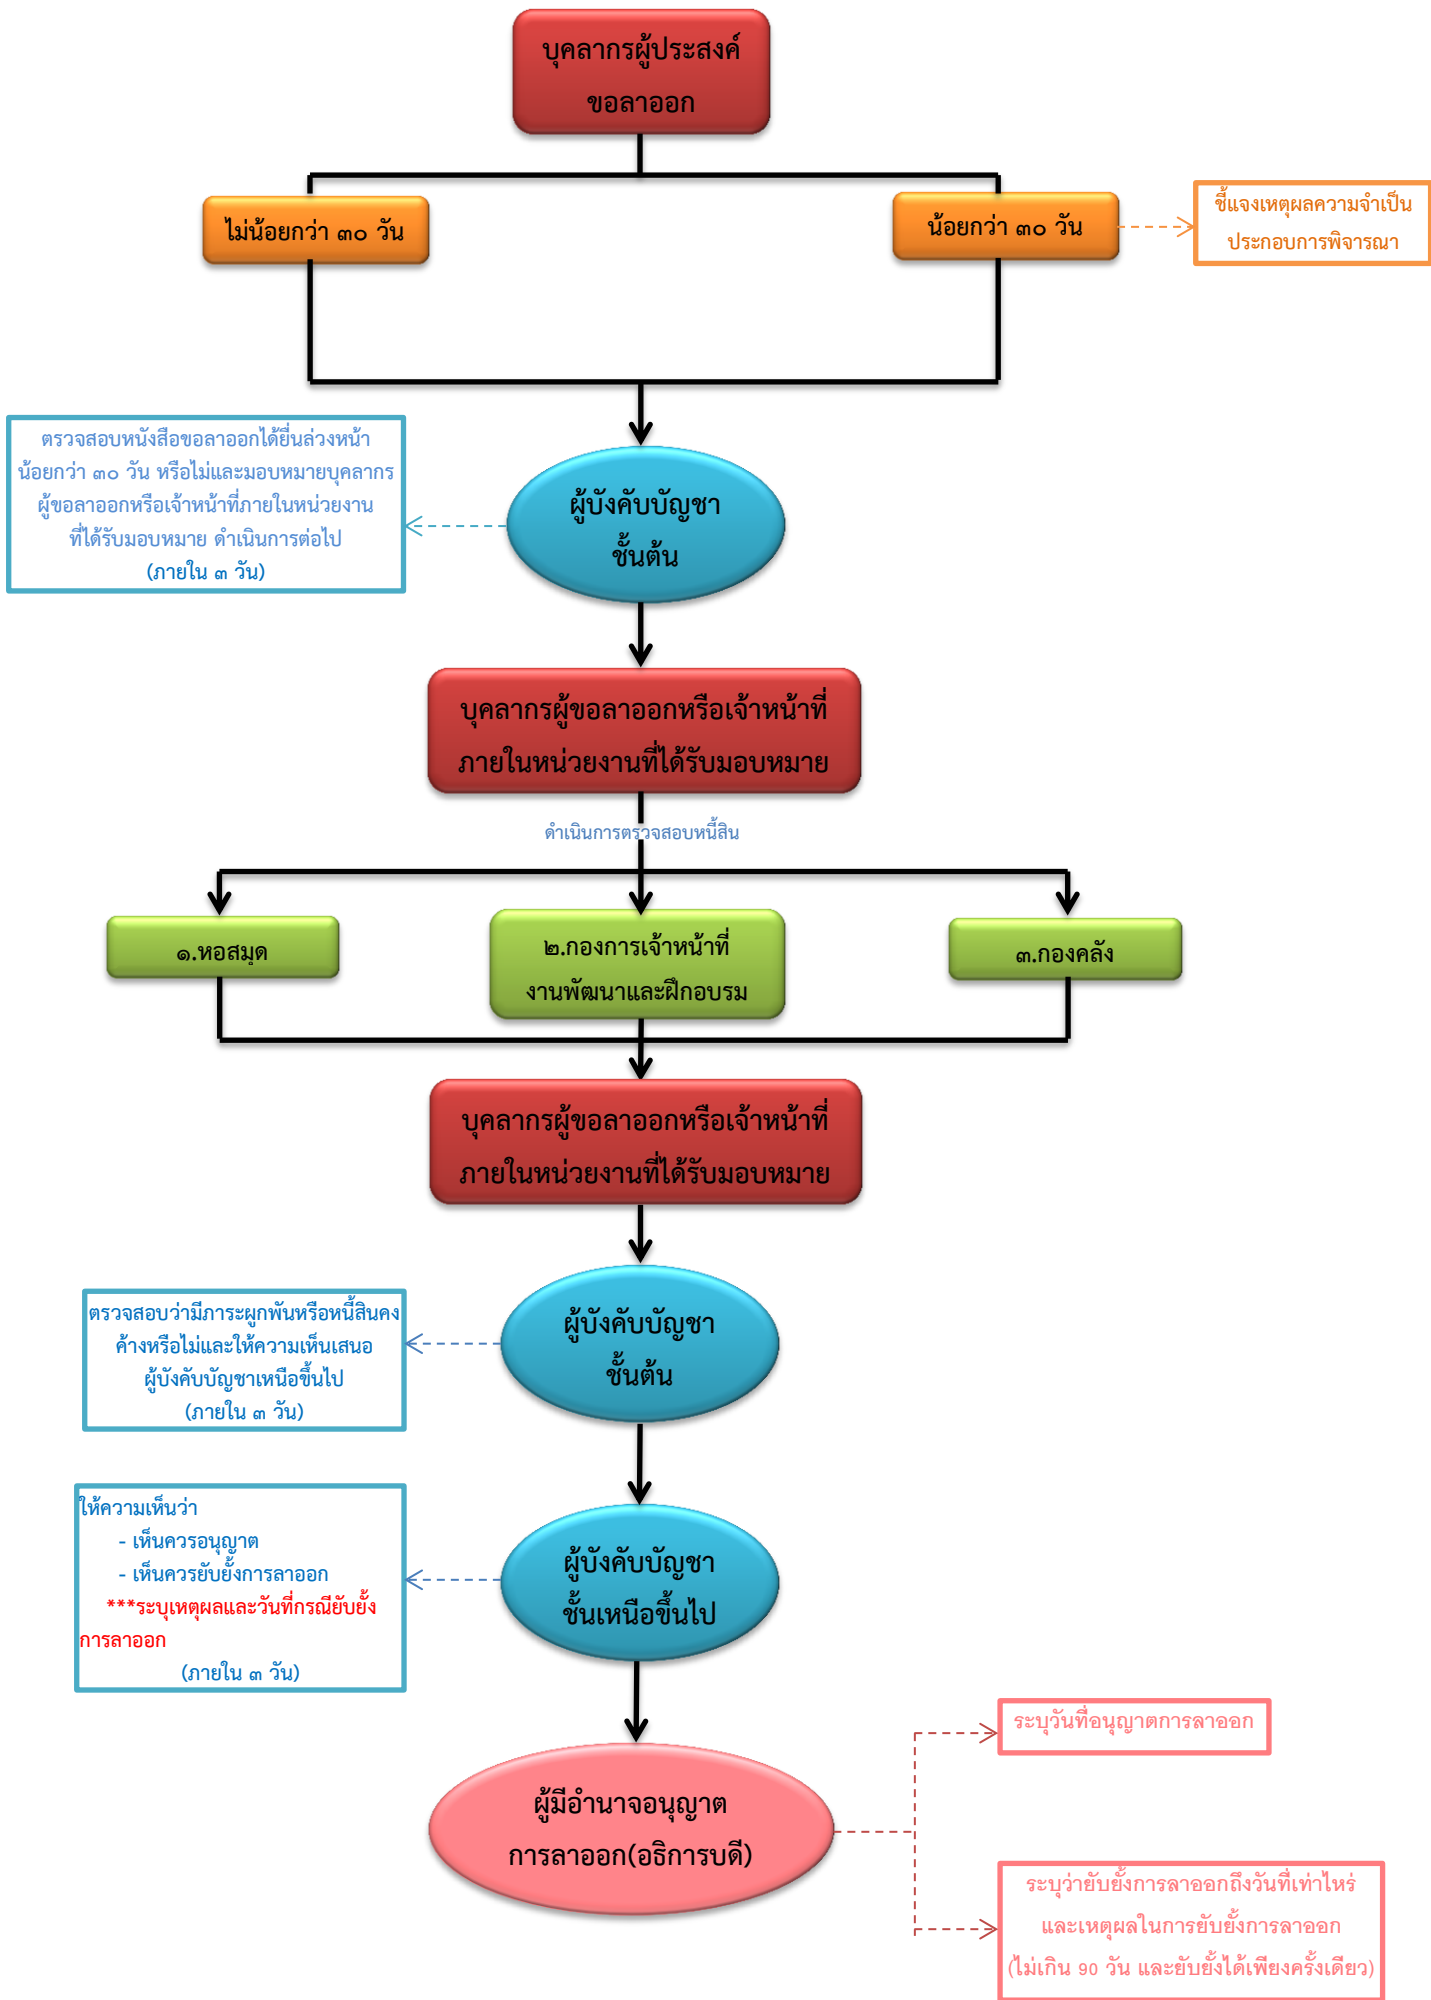 บุคลากรผู้ประสงค์
ขอลาออก
ไม่น้อยกว่า ๓๐ วัน
น้อยกว่า ๓๐ วัน
ชี้แจงเหตุผลความจำเป็น
ประกอบการพิจารณา
ตรวจสอบหนังสือขอลาออกได้ยื่นล่วงหน้า
น้อยกว่า ๓๐ วัน หรือไม่และมอบหมายบุคลากร
ผู้ขอลาออกหรือเจ้าหน้าที่ภายในหน่วยงาน
ที่ได้รับมอบหมาย ดำเนินการต่อไป
(ภายใน ๓ วัน)
ผู้บังคับบัญชา
ชั้นต้น
บุคลากรผู้ขอลาออกหรือเจ้าหน้าที่
ภายในหน่วยงานที่ได้รับมอบหมาย
ดำเนินการตรวจสอบหนี้สิน
๑.หอสมุด
๒.กองการเจ้าหน้าที่
งานพัฒนาและฝึกอบรม
๓.กองคลัง
บุคลากรผู้ขอลาออกหรือเจ้าหน้าที่
ภายในหน่วยงานที่ได้รับมอบหมาย
ตรวจสอบว่ามีภาระผูกพันหรือหนี้สินคง
ค้างหรือไม่และให้ความเห็นเสนอ
ผู้บังคับบัญชาเหนือขึ้นไป
(ภายใน ๓ วัน)
ผู้บังคับบัญชา
ชั้นต้น
ให้ความเห็นว่า
- เห็นควรอนุญาต
- เห็นควรยับยั้งการลาออก
***ระบุเหตุผลและวันที่กรณียับยั้ง
การลาออก
(ภายใน ๓ วัน)
ผู้บังคับบัญชา
ชั้นเหนือขึ้นไป
ระบุวันที่อนุญาตการลาออก
ผู้มีอำนาจอนุญาต
การลาออก(อธิการบดี)
ระบุว่ายับยั้งการลาออกถึงวันที่เท่าไหร่
และเหตุผลในการยับยั้งการลาออก
(ไม่เกิน 90 วัน และยับยั้งได้เพียงครั้งเดียว)